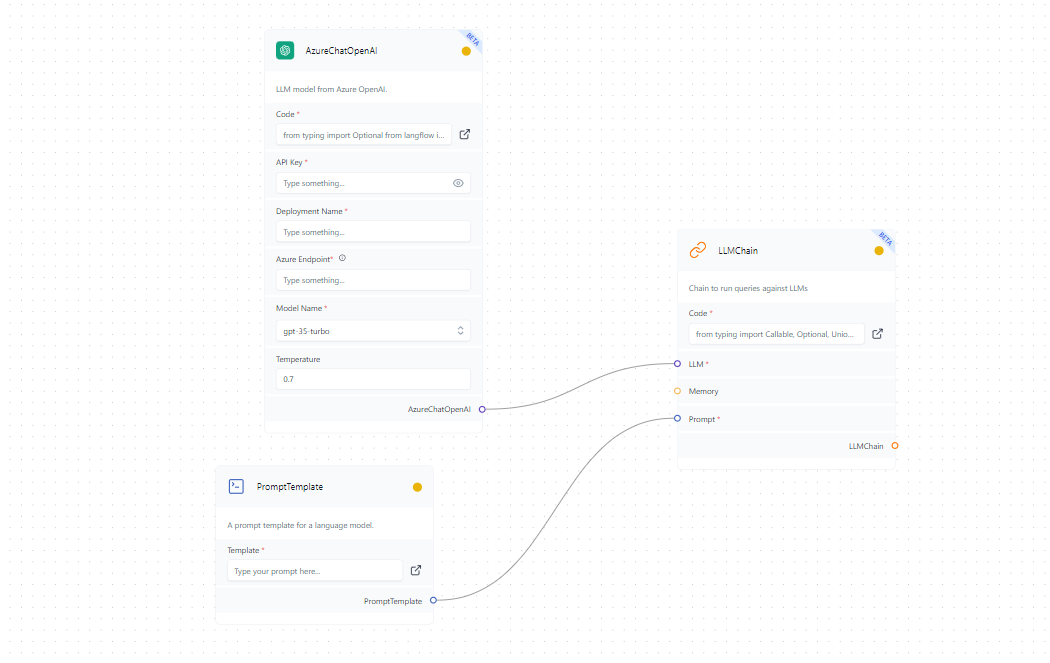 AzureChatOpenAI
BETA
LLM model from Azure OpenAI.
Code *
from typing import Optional from langflow i...
API Key *
Type something...
Deployment Name *
Type something...
Azure Endpoint*
Type something...
Model Name *
gpt-35-turbo
Temperature
0.7
AzureChatOpenAI
PromptTemplate
A prompt template for a language model.
Template *
Type your prompt here...
PromptTemplate
LLMChain
BETA
Chain to run queries against LLMs
Code *
from typing import Callable, Optional, Unio...
LLM *
Memory
Prompt *
LLMChain